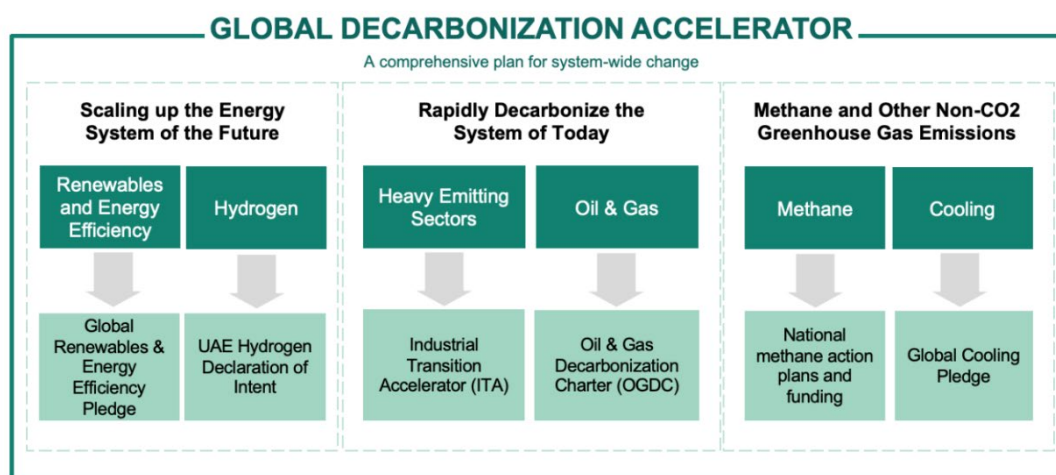 GLOBAL DECARBONIZATION ACCELERATOR
A comprehensive plan for system-wide change
Scaling up the Energy
System of the Future
Renewables
and Energy
Efficiency
Hydrogen
Global
Renewables &
Energy
Efficiency
Pledge
UAE Hydrogen
Declaration of
Intent
Rapidly Decarbonize the
System of Today
Heavy Emitting
Sectors
Oil & Gas
Industrial
Transition
Accelerator (ITA)
Oil & Gas
Decarbonization
Charter (OGDC)
Methane and Other Non-CO2
Greenhouse Gas Emissions
Methane
Cooling
National
methane action
plans and
funding
Global Cooling
Pledge